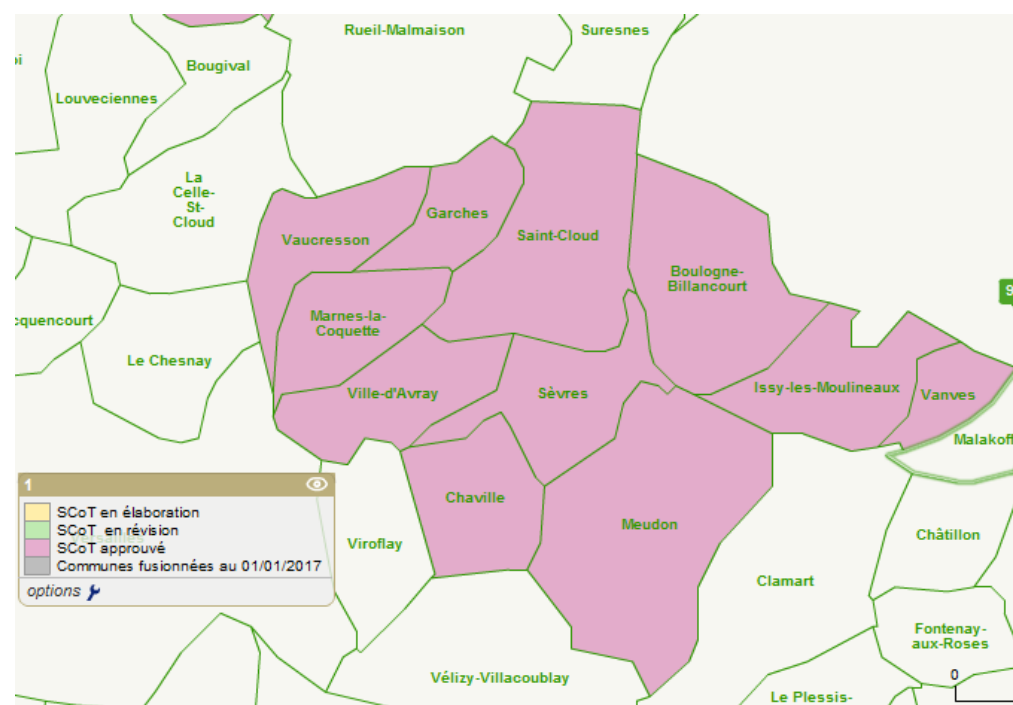 Rueil-Malmaison
Suresnes
Bougival
Louveciennes
La
Celle-
St-
Cloud
Garches
Vaucresson
Saint-Cloud
Boulogne-
Billancourt
9
cquencourt
Marnes-la-
Coquette
Le Chesnay
Ville-d'Avray
Sèvres
Issy-les-Moulineaux
Vanves
Malakoff
1
SCoT en élaboration
SCoT en révision
SCoT approuvé
Communes fusionnées au 01/01/2017
options
Chaville
Meudon
Viroflay
Châtillon
Clamart
Fontenay-
aux-Roses
Vélizy-Villacoublay
0
Le Plessis-